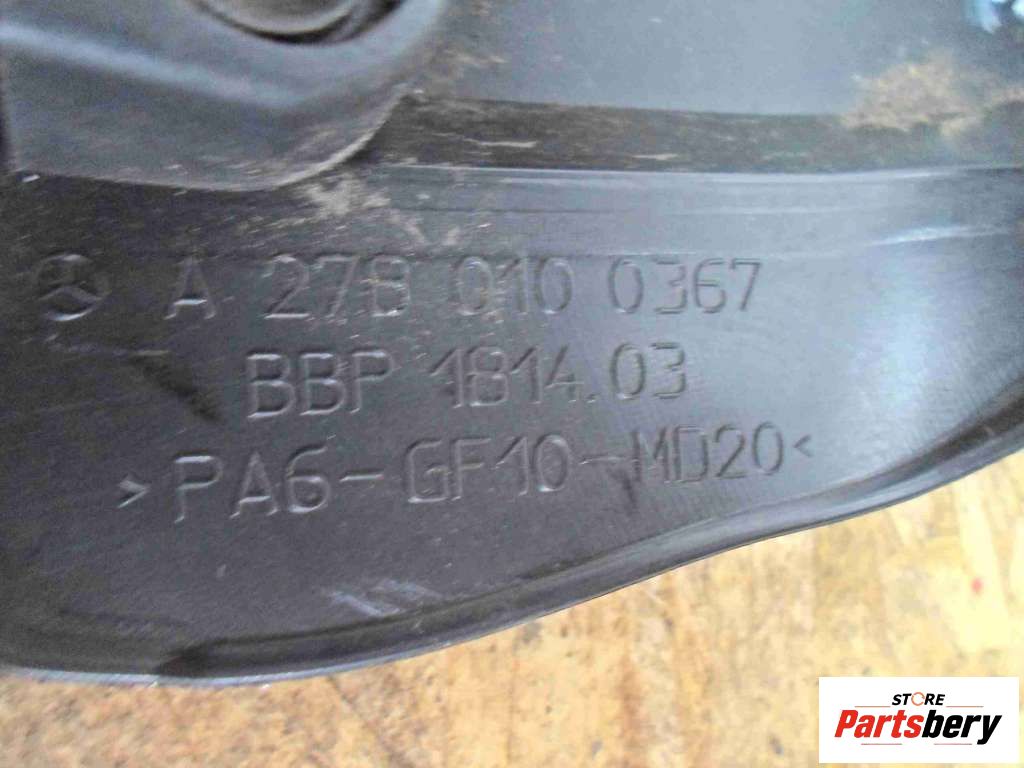 A 278 010 0367
BBP 1814.03
>PA6-GF10-MD20<
STORE
Partsbery